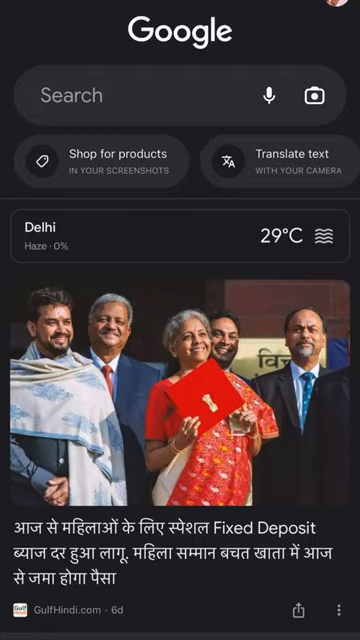 Google
Search
Shop for products
IN YOUR SCREENSHOTS
Translate text
WITH YOUR CAMERA
Delhi
Haze · 0%
29°C
आज से महिलाओं के लिए स्पेशल Fixed Deposit
ब्याज दर हुआ लागू. महिला सम्मान बचत खाता में आज
से जमा होगा पैसा
GulfHindi.com · 6d